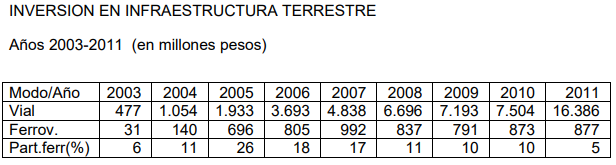 INVERSION EN INFRAESTRUCTURA TERRESTRE
Años 2003-2011 (en millones pesos)
Modo/Año 2003 2004 2005 2006 2007 2008 2009 2010 2011
Vial 477 1.054 1.933 3.693 4.838 6.696 7.193 7.504 16.386
Ferrov. 31 140 696 805 992 837 791 873 877
Part.ferr(%) 6 11 26 18 17 11 10 10 5